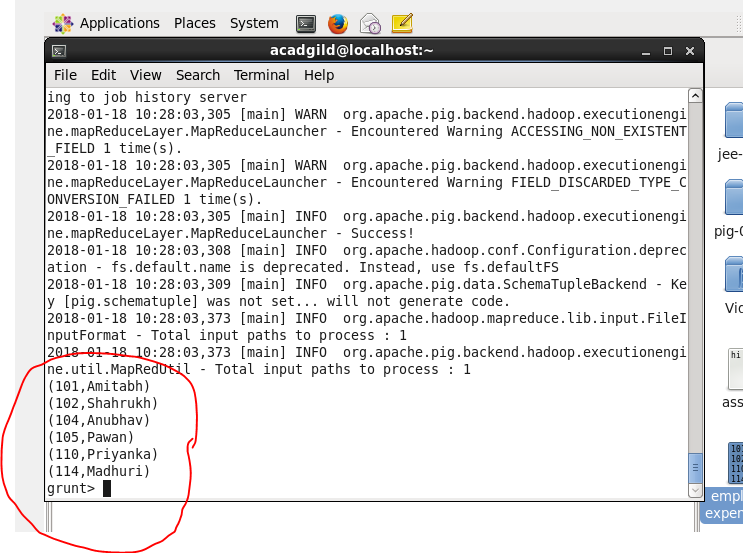 Applications Places System
acadgild@localhost:~
File Edit View Search Terminal Help
ing to job history server
2018-01-18 10:28:03,305 [main] WARN  org.apache.pig.backend.hadoop.executionengi
ne.mapReduceLayer.MapReduceLauncher - Encountered Warning ACCESSING_NON_EXISTENT
_FIELD 1 time(s).
2018-01-18 10:28:03,305 [main] WARN  org.apache.pig.backend.hadoop.executionengi
ne.mapReduceLayer.MapReduceLauncher - Encountered Warning FIELD_DISCARDED_TYPE_C
ONVERSION_FAILED 1 time(s).
2018-01-18 10:28:03,305 [main] INFO  org.apache.pig.backend.hadoop.executionengi
ne.mapReduceLayer.MapReduceLauncher - Success!
2018-01-18 10:28:03,308 [main] INFO  org.apache.hadoop.conf.Configuration.deprec
ation - fs.default.name is deprecated. Instead, use fs.defaultFS
2018-01-18 10:28:03,309 [main] INFO  org.apache.pig.data.SchemaTupleBackend - Ke
y [pig.schematuple] was not set... will not generate code.
2018-01-18 10:28:03,373 [main] INFO  org.apache.hadoop.mapreduce.lib.input.FileI
nputFormat - Total input paths to process : 1
2018-01-18 10:28:03,373 [main] INFO  org.apache.pig.backend.hadoop.executionengi
ne.util.MapRedUtil - Total input paths to process : 1
(101,Amitabh)
(102,Shahrukh)
(104,Anubhav)
(105,Pawan)
(110,Priyanka)
(114,Madhuri)
grunt>
jee-
pig-0
Vid
hi
ass
101
102
110
114
empl
expen